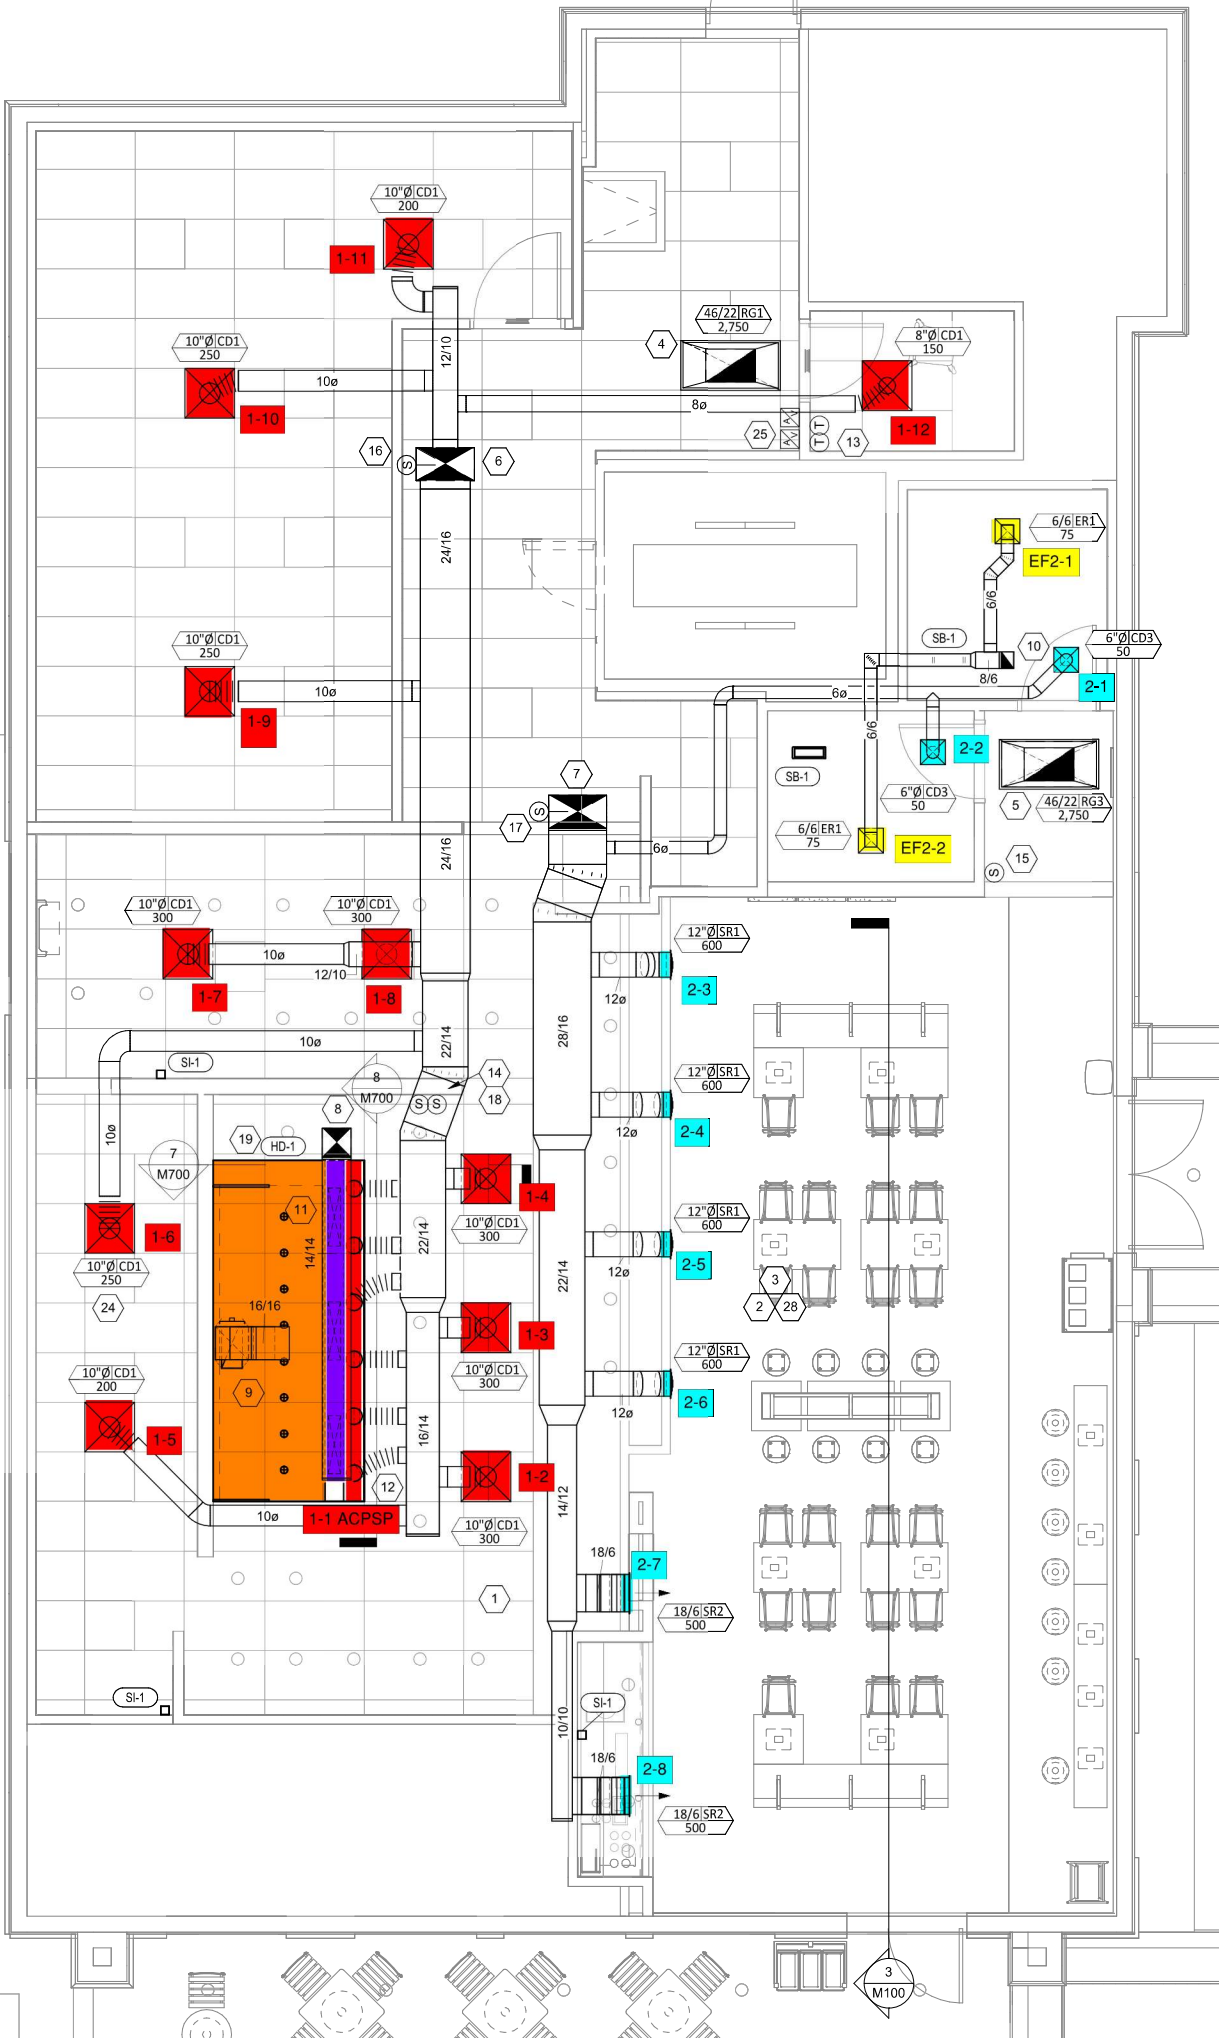 10"Ø CD1
200
1-11
46/22 RG1
2,750
4
10"Ø CD1
250
10ø
12/10
8"Ø CD1
150
8ø
1-10
1-12
A V
A V
25
T
T
13
16
S
6
24/16
6/6 ER1
75
EF2-1
6/6
SB-1
10
6"Ø CD3
50
8/6
2-1
10"Ø CD1
250
10ø
1-9
6ø
6/6
2-2
SB-1
7
S
17
6"Ø CD3
50
5
46/22 RG3
2,750
6/6 ER1
75
EF2-2
6ø
24/16
S
15
10"Ø CD1
300
10"Ø CD1
300
12"Ø SR1
600
10ø
12/10
1-7
1-8
12ø
2-3
28/16
10ø
22/14
SI-1
8
M700
14
18
S S
12"Ø SR1
600
12ø
2-4
10ø
19
HD-1
8
7
M700
11
1-4
1-6
10"Ø CD1
300
12"Ø SR1
600
14/14
22/14
22/14
12ø
2-5
10"Ø CD1
250
24
16/16
3
2
28
1-3
10"Ø CD1
200
9
10"Ø CD1
300
12"Ø SR1
600
12ø
2-6
1-5
16/14
12
1-2
14/12
10ø
1-1 ACPSP
10"Ø CD1
300
18/6
2-7
1
18/6 SR2
500
SI-1
SI-1
10/10
18/6
2-8
18/6 SR2
500
3
M100